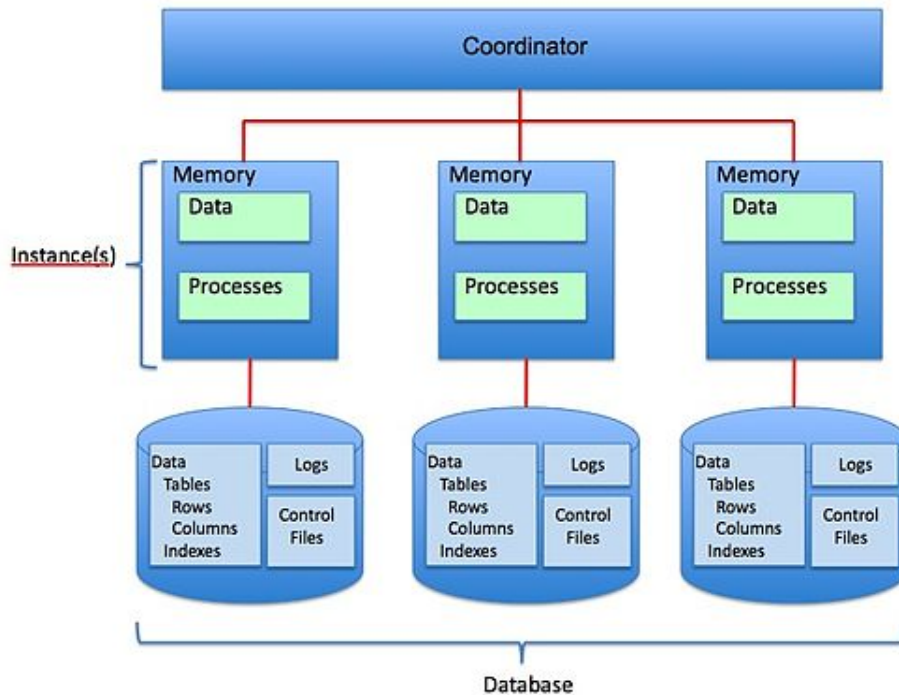 Coordinator
Memory
Data
Processes
Memory
Data
Processes
Memory
Data
Processes
Instance(s)
Data
Tables
Rows
Columns
Indexes
Logs
Control
Files
Data
Tables
Rows
Columns
Indexes
Logs
Control
Files
Data
Tables
Rows
Columns
Indexes
Logs
Control
Files
Database